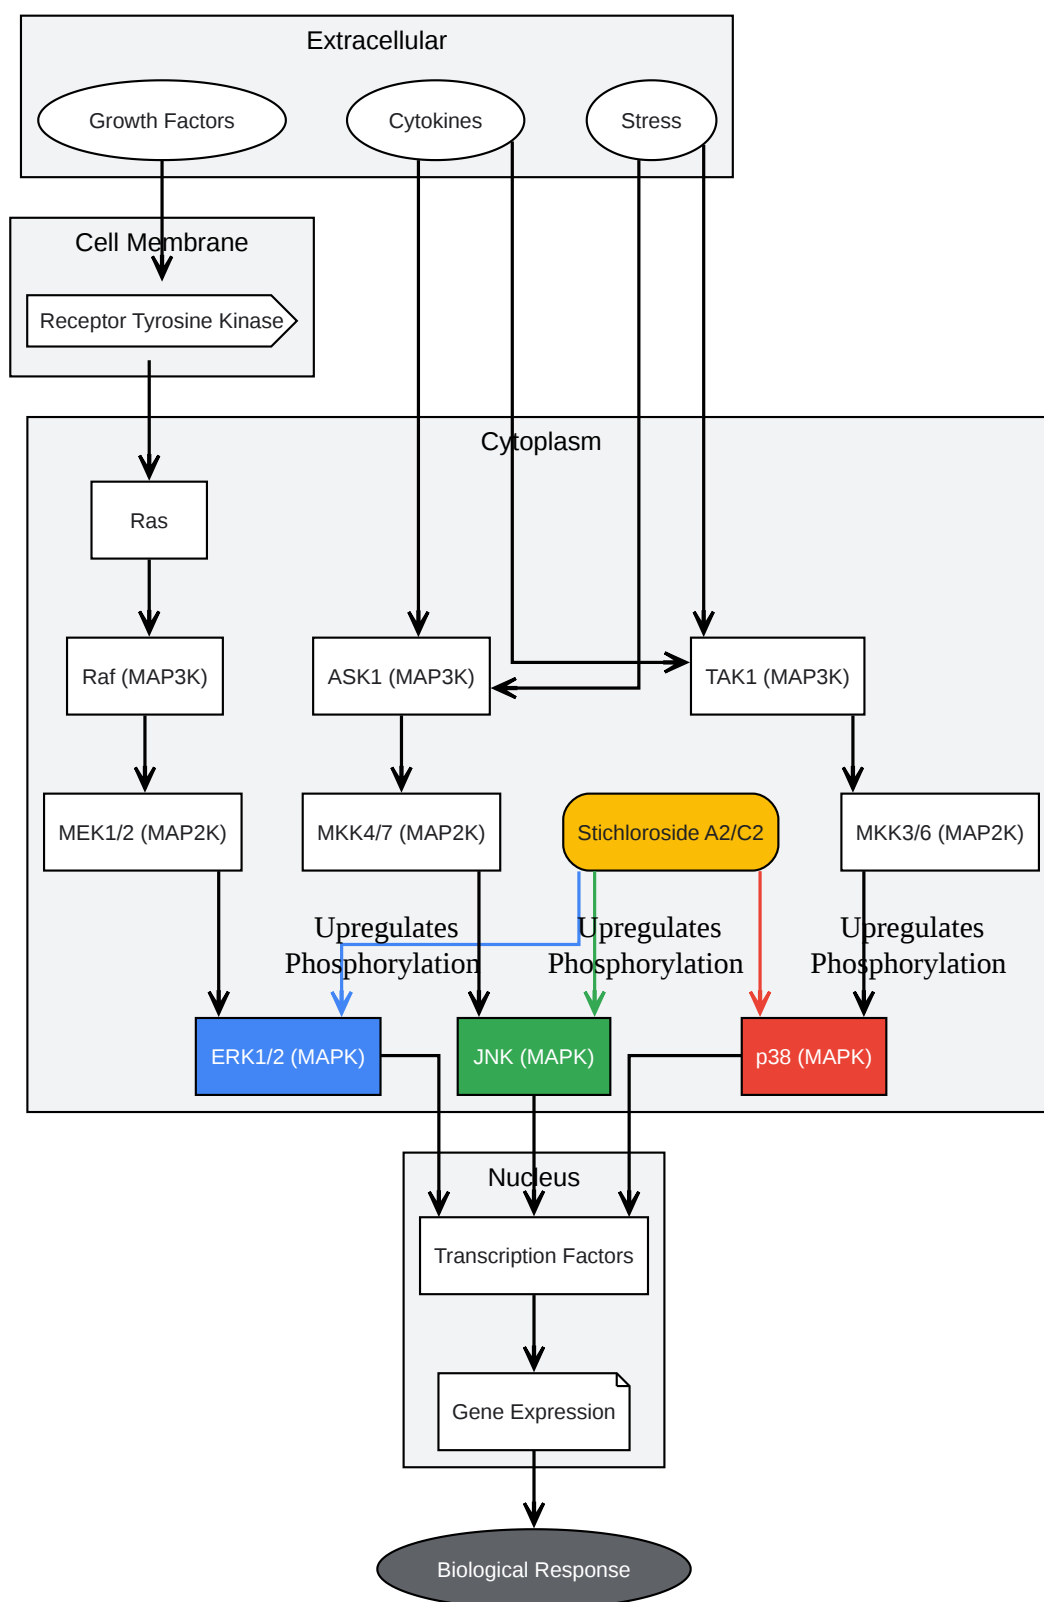 Extracellular
Growth Factors
Cytokines
Stress
Cell Membrane
Receptor Tyrosine Kinase
Cytoplasm
Ras
Raf (MAP3K)
ASK1 (MAP3K)
TAK1 (MAP3K)
MEK1/2 (MAP2K)
MKK4/7 (MAP2K)
Stichloroside A2/C2
MKK3/6 (MAP2K)
Upregulates
Phosphorylation
Upregulates
Phosphorylation
Upregulates
Phosphorylation
ERK1/2 (MAPK)
JNK (MAPK)
p38 (MAPK)
Nucleus
Transcription Factors
Gene Expression
Biological Response